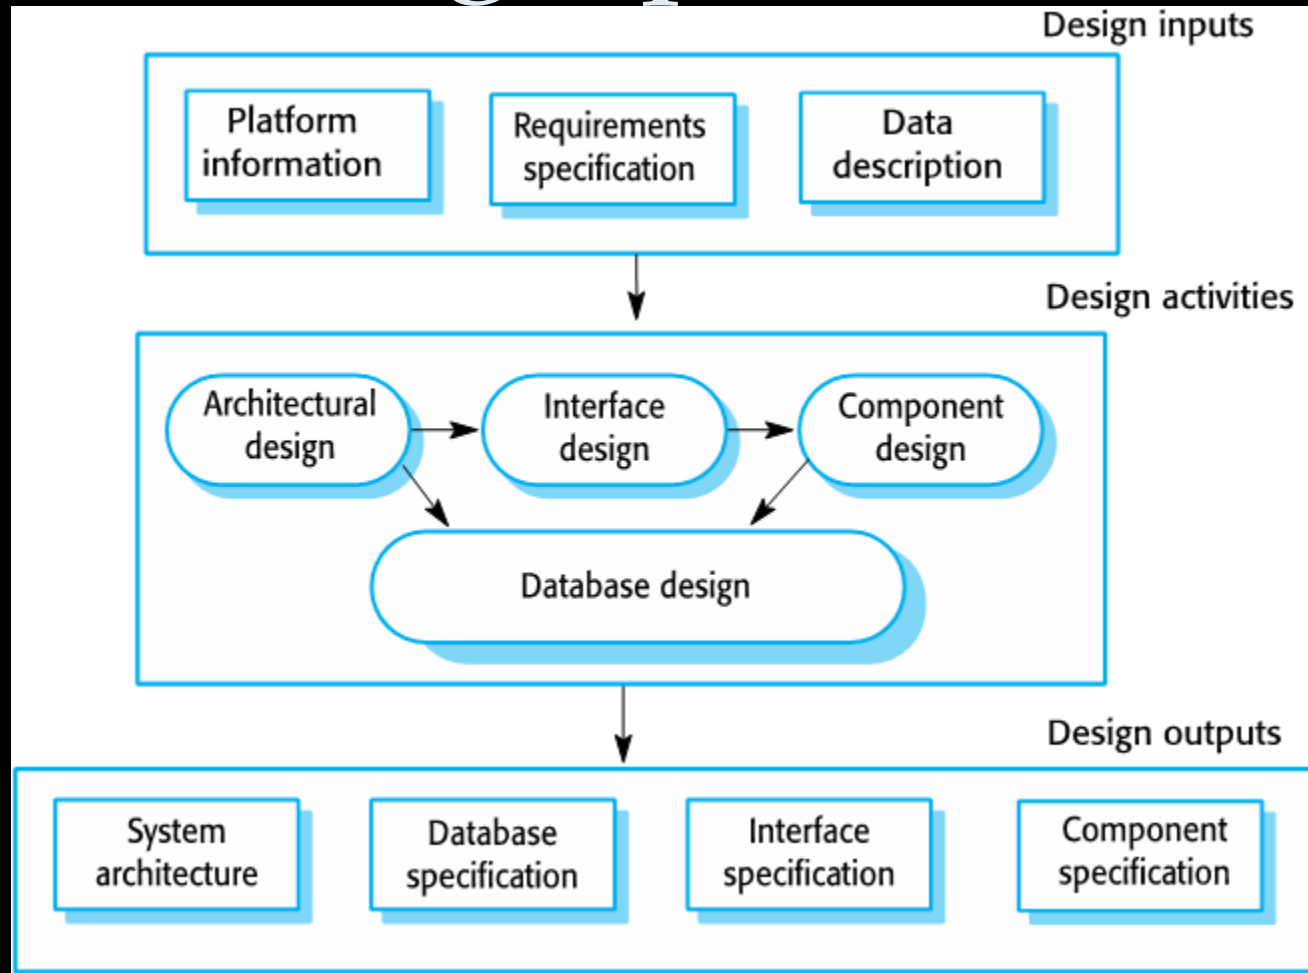 Design inputs
Platform
information
Requirements
specification
Data
description
Design activities
Architectural
design
Interface
design
Component
design
Database design
Design outputs
System
architecture
Database
specification
Interface
specification
Component
specification